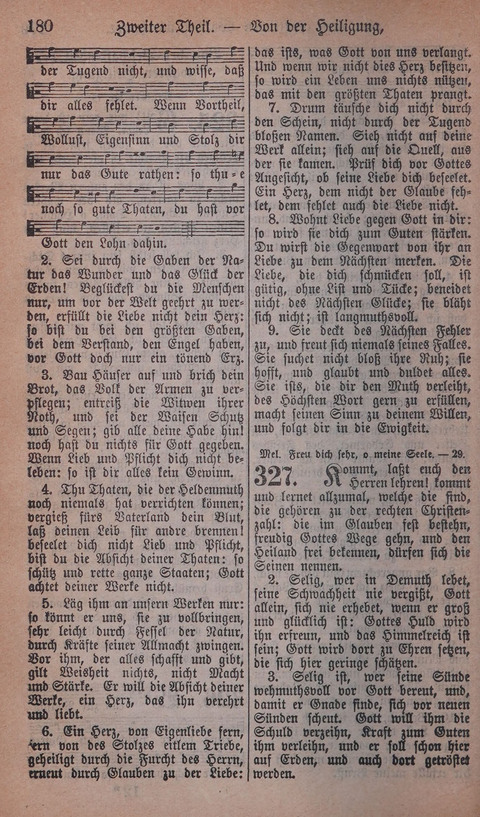 180 Zweiter Theil. — Von der Heiligung,
der Tugend nicht, und wisse, daß
dir alles fehlet. Wenn Vortheil,
Wollust, Eigensinn und Stolz dir
nur das Gute rathen: so thu=e
noch so gute Thaten, du hast vor
Gott den Lohn dahin.
2. Sei durch die Gaben der Na=
tur das Wunder und das Glück der
Erden! Beglückest du die Menschen
nur, um vor der Welt geehrt zu wer=
den, erfüllt die Liebe nicht dein Herz:
so bist du bei den größten Gaben,
bei dem Verstand, den Engel haben,
vor Gott doch nur ein tönend Erz.
3. Bau Häuser auf und brich dein
Brot, das Volk der Armen zu ver=
pflegen; entreiß die Witwen ihrer
Noth, und sei der Waisen Schutz
und Segen; gib alle deine Habe hin!
noch hast du nichts für Gott gegeben.
Wenn Lieb und Pflicht dich nicht be=
leben: so ist dir alles kein Gewinn.
4. Thu Thaten, die der Heldenmuth
noch niemals hat verrichten können;
vergieß fürs Vaterland dein Blut,
laß deinen Leib für andre brennen!
beseelet dich nicht Lieb und Pflicht,
bist du die Absicht deiner Thaten: so
schütz und rette ganze Staaten; Gott
achtet deiner Werke nicht.
5. Läg ihm an unsern Werken nur:
so könnt er uns, sie zu vollbringen,
sehr leicht durch Fessel der Natur,
durch Kräfte seiner Allmacht zwingen.
Vor ihm, der alles schafft und gibt,
gilt Weisheit nichts, nicht Macht
und Stärke. Er will die Absicht deiner
Werke, ein Herz, das ihn verehrt
und liebt.
6. Ein Herz, von Eigenliebe fern,
fern von des Stolzes eitlem Triebe,
geheiligt durch die Furcht des Herrn,
erneut durch Glauben zu der Liebe:
das ists, was Gott von uns verlangt.
Und wenn wir nicht dies Herz besitzen,
so wird ein Leben uns nichts nützen,
das mit den größten Thaten prangt.
7. Drum täusche dich nicht durch
den Schein, nicht durch der Tugend
bloßen Namen. Sieh nicht auf deine
Werk allein; sieh auf die Quell, aus
der sie kamen. Prüf dich vor Gottes
Angesicht, ob seine Liebe dich beseelet.
Ein Herz, dem nicht der Glaube feh=
let, dem fehlet auch die Liebe nicht.
8. Wohnt Liebe gegen Gott in dir:
so wird sie dich zum Guten stärken.
Du wirst die Gegenwart von ihr an
Liebe zu dem Nächsten merken. Die
Liebe, die dich schmücken soll, ist
gütig, ohne List und Tücke; beneidet
nicht des Nächsten Glücke; sie bläht
sich nicht; ist langmuthsvoll.
9. Sie deckt des Nächsten Fehler
zu, und freut sich niemals seines Falles.
Sie suchet nicht bloß ihre Ruh; sie
hofft, und glaubt und duldet alles.
Sie ists, die dir den Muth verleiht,
des Höchsten Wort gern zu erfüllen,
macht seinen Sinn zu deinem Willen,
und folgt dir in die Ewigkeit.
Mel. Freu dich sehr, o meine Seele. — 29.
327. Kommt, laßt euch den
Herren lehren! kommt
und lernet allzumal, welche die sind,
die gehören zu der rechten Christen=
zahl: die im Glauben fest bestehn,
freudig Gottes Wege gehn, und den
Heiland frei bekennen, dürfen sich die
Seinen nennen.
2. Selig, wer in Demuth lebet,
seine Schwachheit nie vergißt, Gott
allein, sich nie erhebet, wenn er groß
und glücklich ist: Gottes Huld wird
ihn erfreun, und das Himmelreich ist
sein; Gott wird dort zu Ehren setzen,
die sich hier geringe schätzen.
3. Selig ist, wer seine Sünde
wehmuthsvoll vor Gott bereut, und,
damit er Gnade finde, sich vor neuen
Sünden scheut. Gott will ihm die
Schuld verzeihn, Kraft zum Guten
ihm verleihn, und er soll schon hier
auf Erden, und auch dort getröstet
werden.